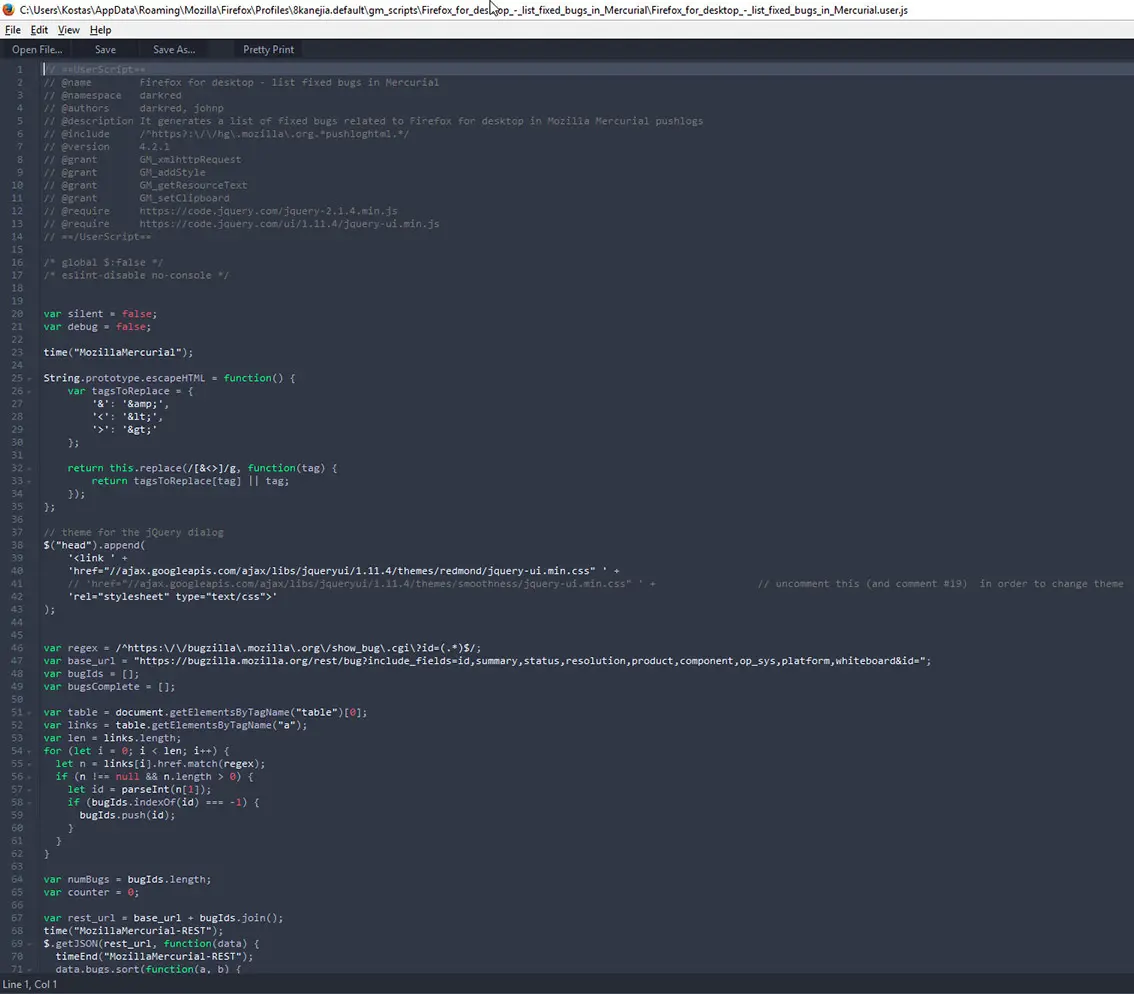 C:\Users\Kostas\AppData\Roaming\Mozilla\Firefox\Profiles\8kanejia.default\gm_scripts\Firefox_for_desktop_-_list_fixed_bugs_in_Mercurial\Firefox_for_desktop_-_list_fixed_bugs_in_Mercurial.user.js
File Edit View Help
Open File... Save Save As... Pretty Print
1 // ==UserScript==
2 // @name        Firefox for desktop - list fixed bugs in Mercurial
3 // @namespace   darkred
4 // @authors     darkred, johnp
5 // @description It generates a list of fixed bugs related to Firefox for desktop in Mozilla Mercurial pushlogs
6 // @include     /^https?:\/\/hg\.mozilla\.org.*pushloghtml.*/
7 // @version     4.2.1
8 // @grant       GM_xmlhttpRequest
9 // @grant       GM_addStyle
10 // @grant       GM_getResourceText
11 // @grant       GM_setClipboard
12 // @require     https://code.jquery.com/jquery-2.1.4.min.js
13 // @require     https://code.jquery.com/ui/1.11.4/jquery-ui.min.js
14 // ==/UserScript==
15
16 /* global $:false */
17 /* eslint-disable no-console */
18
19
20 var silent = false;
21 var debug = false;
22
23 time("MozillaMercurial");
24
25 String.prototype.escapeHTML = function() {
26     var tagsToReplace = {
27         '&': '&amp;',
28         '<': '&lt;',
29         '>': '&gt;'
30     };
31
32     return this.replace(/[&<>]/g, function(tag) {
33         return tagsToReplace[tag] || tag;
34     });
35 };
36
37 // theme for the jQuery dialog
38 $("head").append(
39     '<link ' +
40     'href="//ajax.googleapis.com/ajax/libs/jqueryui/1.11.4/themes/redmond/jquery-ui.min.css" ' +
41     // 'href="//ajax.googleapis.com/ajax/libs/jqueryui/1.11.4/themes/smoothness/jquery-ui.min.css" ' +                 // uncomment this (and comment #19)  in order to change theme
42     'rel="stylesheet" type="text/css">'
43 );
44
45
46 var regex = /^https:\/\/bugzilla\.mozilla\.org\/show_bug\.cgi\?id=(.*)$/;
47 var base_url = "https://bugzilla.mozilla.org/rest/bug?include_fields=id,summary,status,resolution,product,component,op_sys,platform,whiteboard&id=";
48 var bugIds = [];
49 var bugsComplete = [];
50
51 var table = document.getElementsByTagName("table")[0];
52 var links = table.getElementsByTagName("a");
53 var len = links.length;
54 for (let i = 0; i < len; i++) {
55   let n = links[i].href.match(regex);
56   if (n !== null && n.length > 0) {
57     let id = parseInt(n[1]);
58     if (bugIds.indexOf(id) === -1) {
59       bugIds.push(id);
60     }
61   }
62 }
63
64 var numBugs = bugIds.length;
65 var counter = 0;
66
67 var rest_url = base_url + bugIds.join();
68 time("MozillaMercurial-REST");
69 $.getJSON(rest_url, function(data) {
70   timeEnd("MozillaMercurial-REST");
71   data.bugs.sort(function(a, b) {
Line 1, Col 1